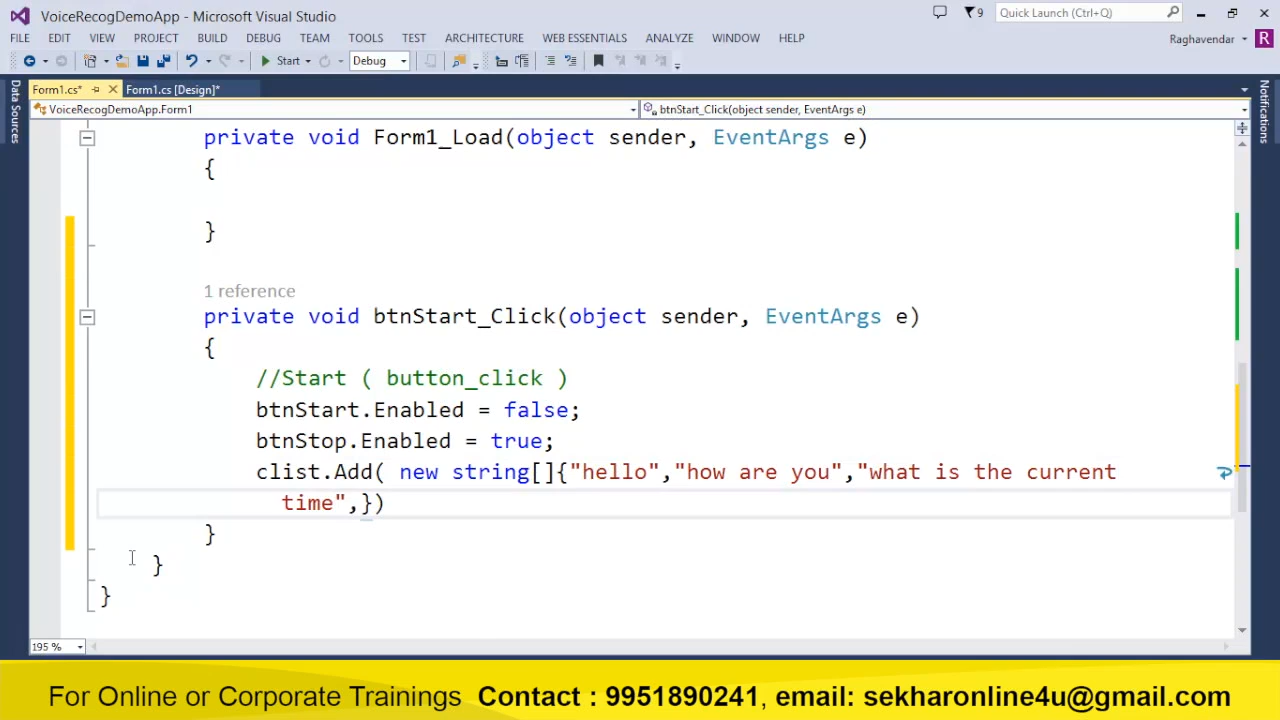 VoiceRecogDemoApp - Microsoft Visual Studio
9
Quick Launch (Ctrl+Q)
FILE EDIT VIEW PROJECT BUILD DEBUG TEAM TOOLS TEST ARCHITECTURE WEB ESSENTIALS ANALYZE WINDOW HELP
Raghavendar
R
Start
Debug
Data Sources
Form1.cs*
Form1.cs [Design]*
Notifications
VoiceRecogDemoApp.Form1
btnStart_Click(object sender, EventArgs e)
private void Form1_Load(object sender, EventArgs e)
{
}
1 reference
private void btnStart_Click(object sender, EventArgs e)
{
//Start ( button_click )
btnStart.Enabled = false;
btnStop.Enabled = true;
clist.Add( new string[]{"hello","how are you","what is the current
time",})
}
}
}
195 %
For Online or Corporate Trainings Contact : 9951890241, email: sekharonline4u@gmail.com